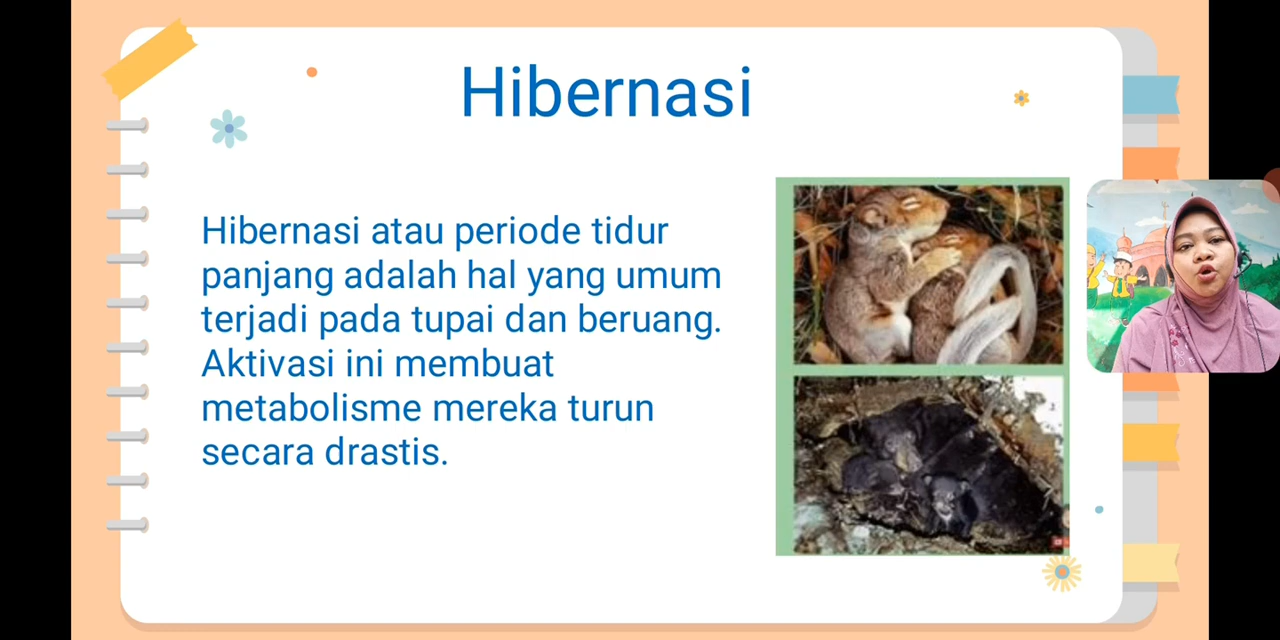 Hibernasi
Hibernasi atau periode tidur
panjang adalah hal yang umum
terjadi pada tupai dan beruang.
Aktivasi ini membuat
metabolisme mereka turun
secara drastis.